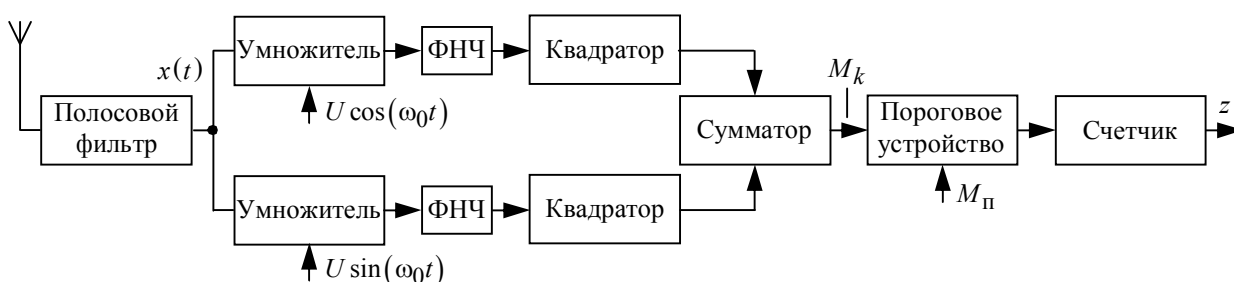 x(t)
Полосовой
фильтр
Умножитель
U cos(ω₀t)
ФНЧ
Квадратор
Умножитель
U sin(ω₀t)
ФНЧ
Квадратор
Сумматор
Mₖ
Пороговое
устройство
Mп
Счетчик
z